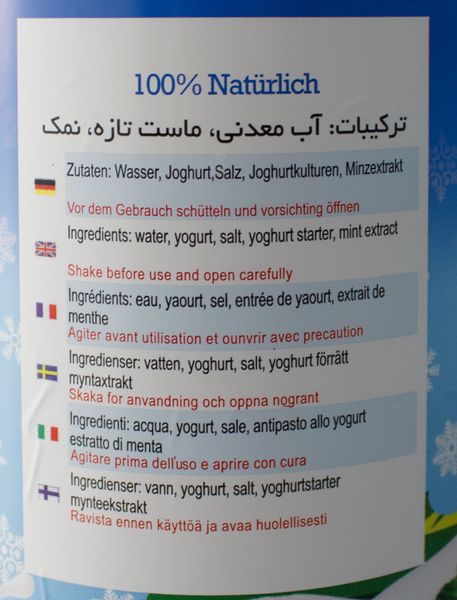 100% Natürlich
ترکیبات: آب معدنی، ماست تازه، نمک
Zutaten: Wasser, Joghurt,Salz, Joghurtkulturen, Minzextrakt
Vor dem Gebrauch schütteln und vorsichting öffnen
Ingredients: water, yogurt, salt, yoghurt starter, mint extract
Shake before use and open carefully
Ingrédients: eau, yaourt, sel, entrée de yaourt, extrait de
menthe
Agiter avant utilisation et ounvrir avec precaution
Ingredienser: vatten, yoghurt, salt, yoghurt förrätt
myntaxtrakt
Skaka for anvandning och oppna nogrant
Ingredienti: acqua, yogurt, sale, antipasto allo yogurt
estratto di menta
Agitare prima dell'uso e aprire con cura
Ingredienser: vann, yoghurt, salt, yoghurtstarter
mynteekstrakt
Ravista ennen käyttöä ja avaa huolellisesti